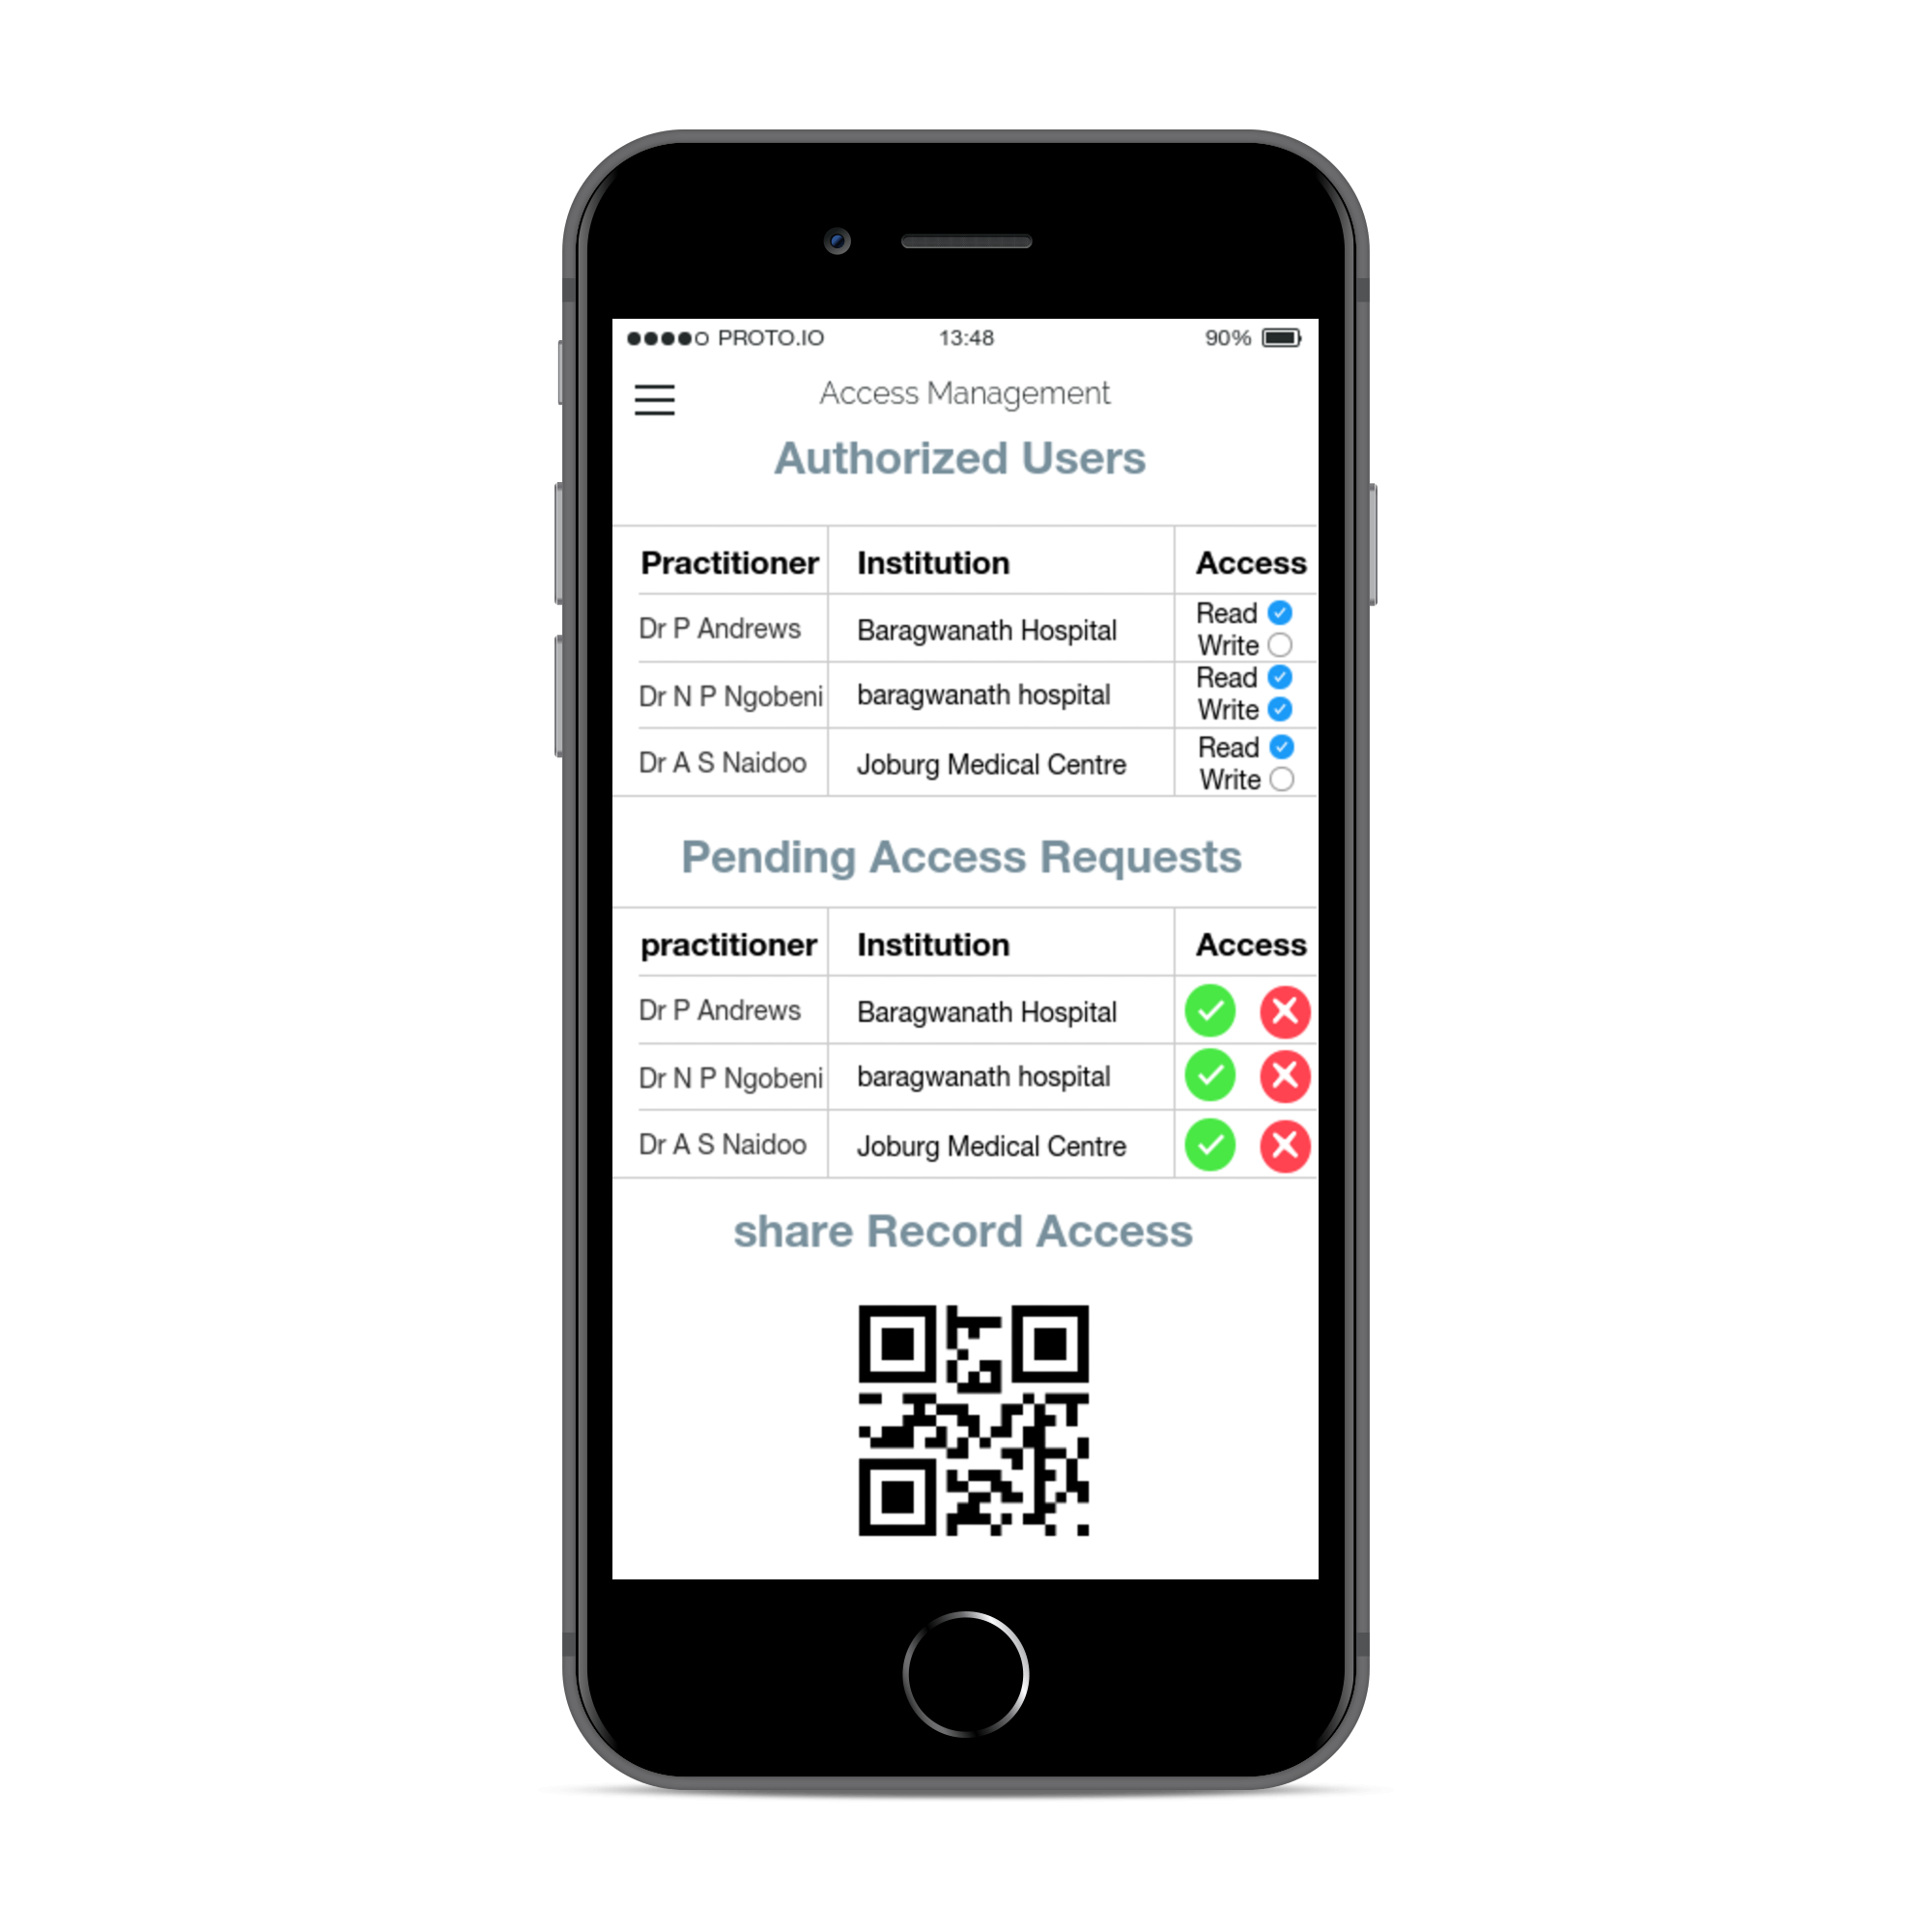 PROTO.IO 13:48 90%
Access Management
Authorized Users
Practitioner Institution Access
Dr P Andrews Baragwanath Hospital Read
Write
Dr N P Ngobeni baragwanath hospital Read
Write
Dr A S Naidoo Joburg Medical Centre Read
Write
Pending Access Requests
practitioner Institution Access
Dr P Andrews Baragwanath Hospital
Dr N P Ngobeni baragwanath hospital
Dr A S Naidoo Joburg Medical Centre
share Record Access